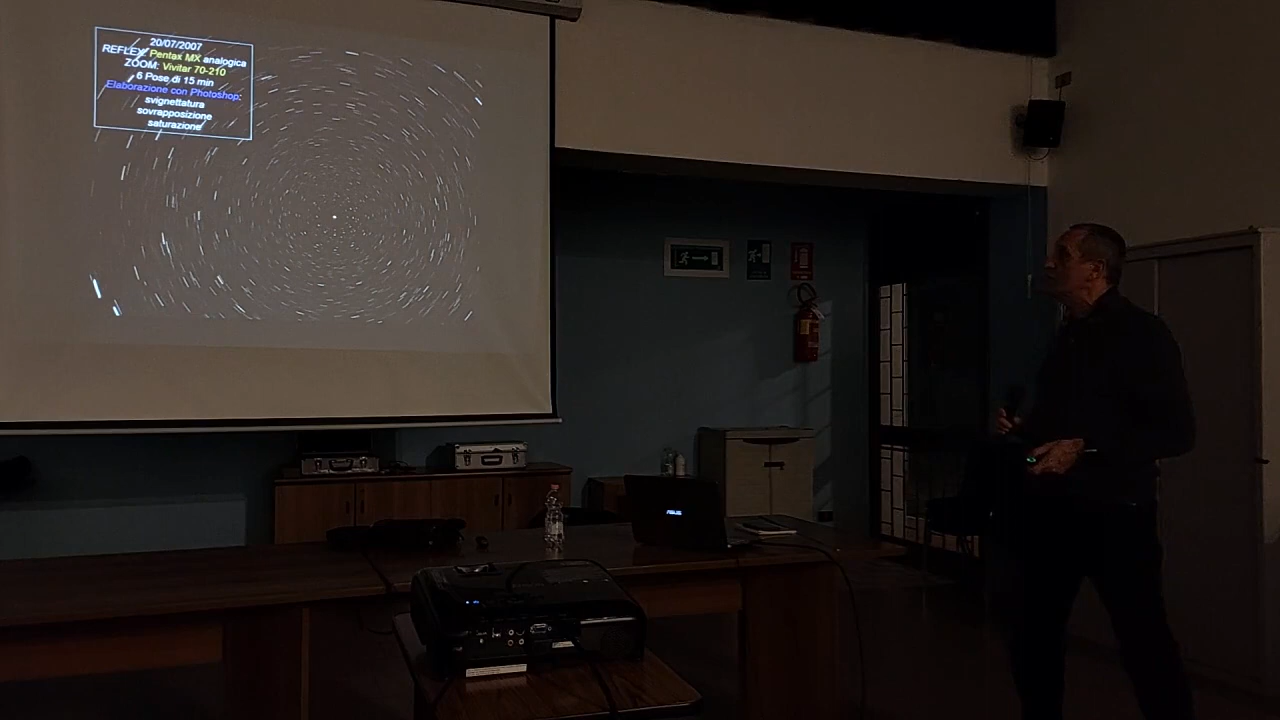 20/07/2007
REFLEX: Pentax MX analogica
ZOOM: Vivitar 70-210
6 Pose di 15 min
Elaborazione con Photoshop:
svignettatura
sovrapposizione
saturazione
ASUS